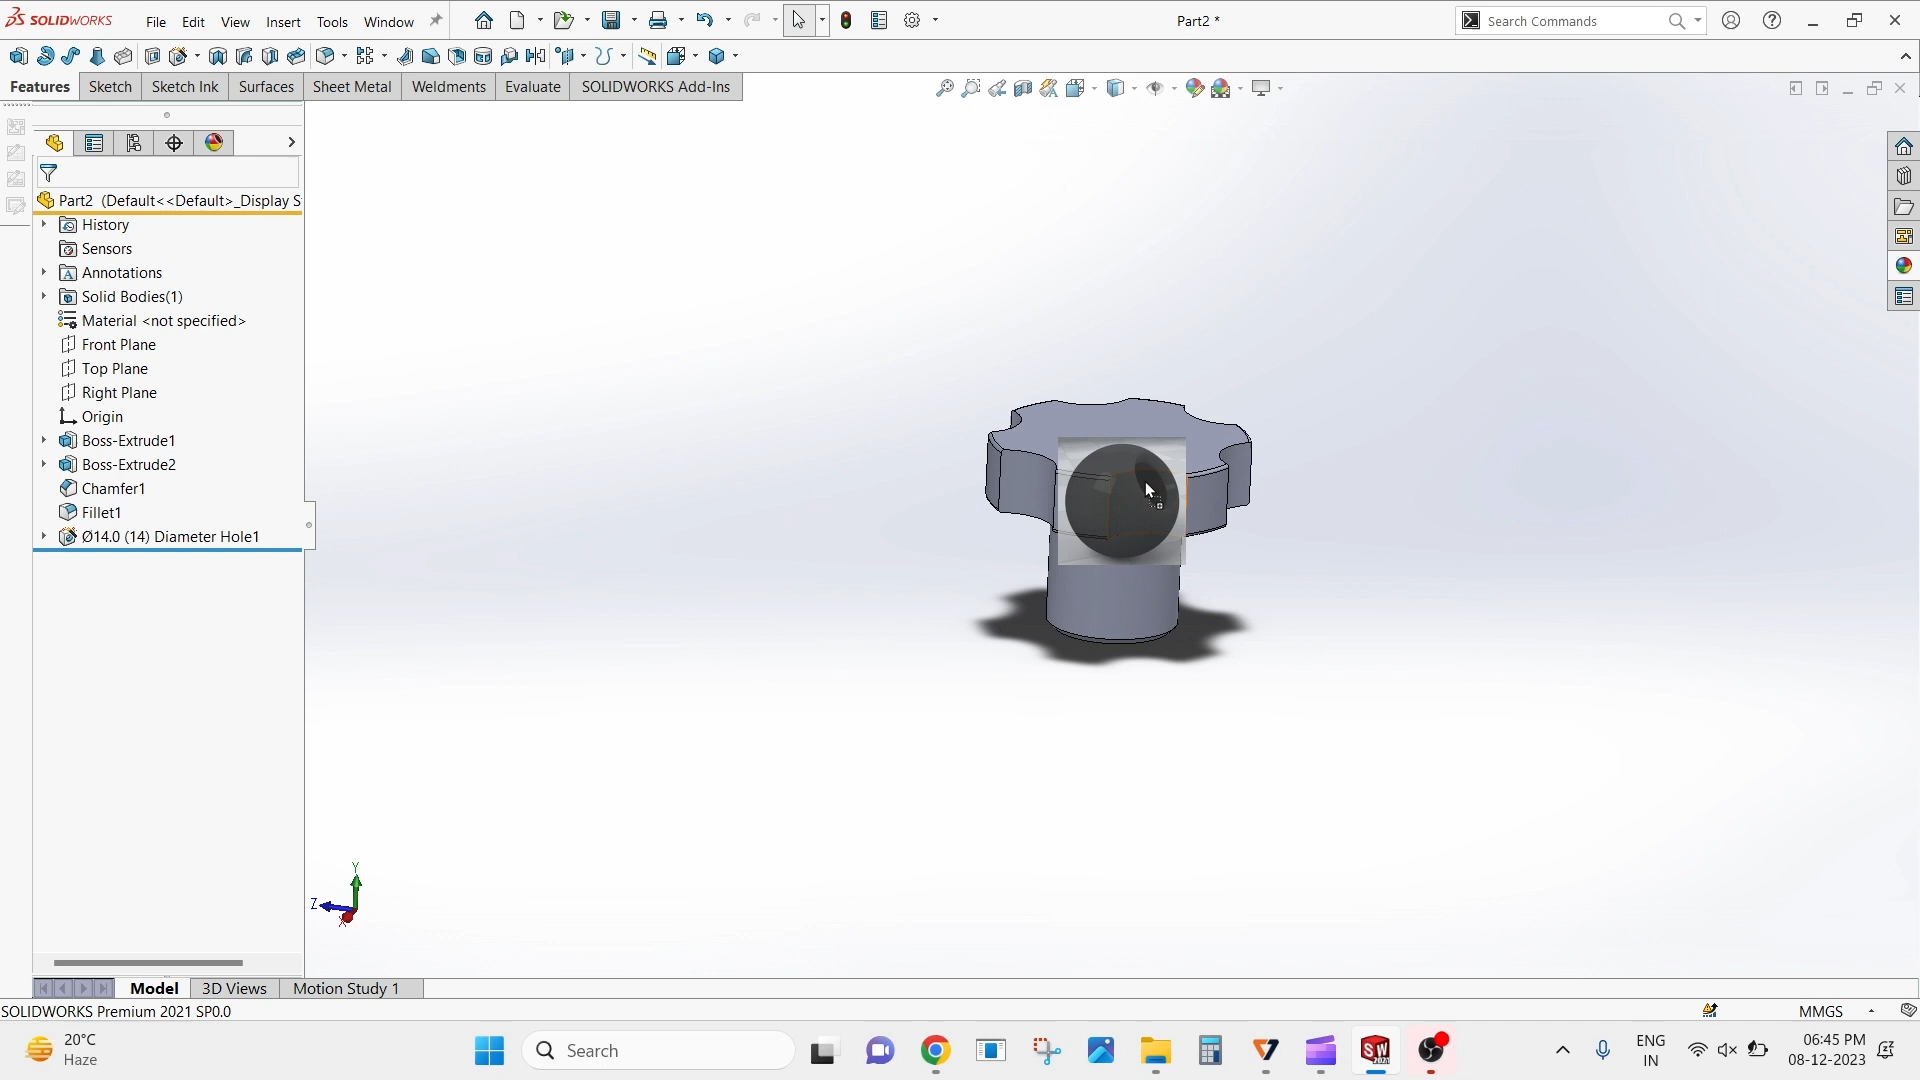 SOLIDWORKS
File
Edit
View
Insert
Tools
Window
Part2 *
Search Commands
Features
Sketch
Sketch Ink
Surfaces
Sheet Metal
Weldments
Evaluate
SOLIDWORKS Add-Ins
Part2 (Default<<Default>_Display S
History
Sensors
Annotations
Solid Bodies(1)
Material <not specified>
Front Plane
Top Plane
Right Plane
Origin
Boss-Extrude1
Boss-Extrude2
Chamfer1
Fillet1
Ø14.0 (14) Diameter Hole1
Y
Z
X
Model
3D Views
Motion Study 1
SOLIDWORKS Premium 2021 SP0.0
MMGS
20°C
Haze
Search
SW
2021
ENG
IN
06:45 PM
08-12-2023